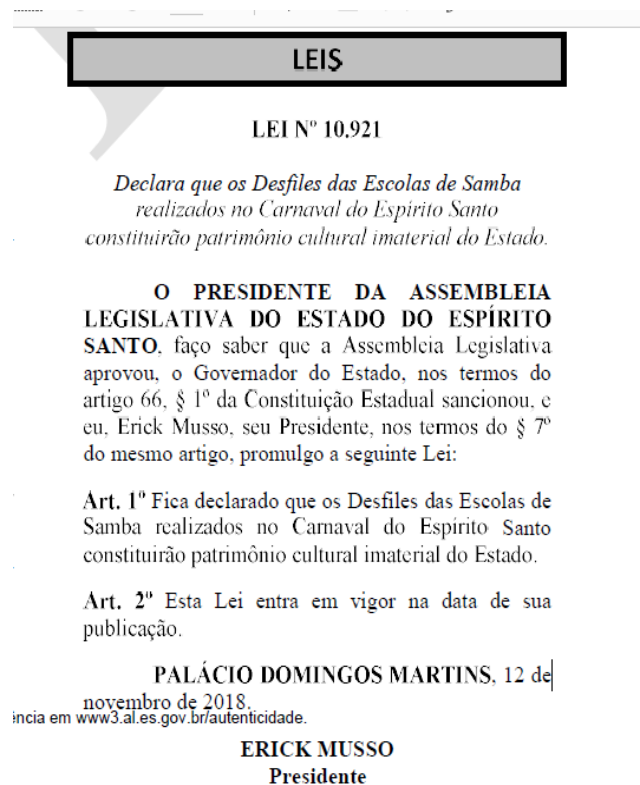 LEIS
LEI Nº 10.921
Declara que os Desfiles das Escolas de Samba
realizados no Carnaval do Espírito Santo
constituirão patrimônio cultural imaterial do Estado.
O PRESIDENTE DA ASSEMBLEIA
LEGISLATIVA DO ESTADO DO ESPÍRITO
SANTO, faço saber que a Assembleia Legislativa
aprovou, o Governador do Estado, nos termos do
artigo 66, § 1º da Constituição Estadual sancionou, e
eu, Erick Musso, seu Presidente, nos termos do § 7º
do mesmo artigo, promulgo a seguinte Lei:
Art. 1º Fica declarado que os Desfiles das Escolas de
Samba realizados no Carnaval do Espírito Santo
constituirão patrimônio cultural imaterial do Estado.
Art. 2º Esta Lei entra em vigor na data de sua
publicação.
PALÁCIO DOMINGOS MARTINS, 12 de
novembro de 2018.
ência em www3.al.es.gov.br/autenticidade.
ERICK MUSSO
Presidente